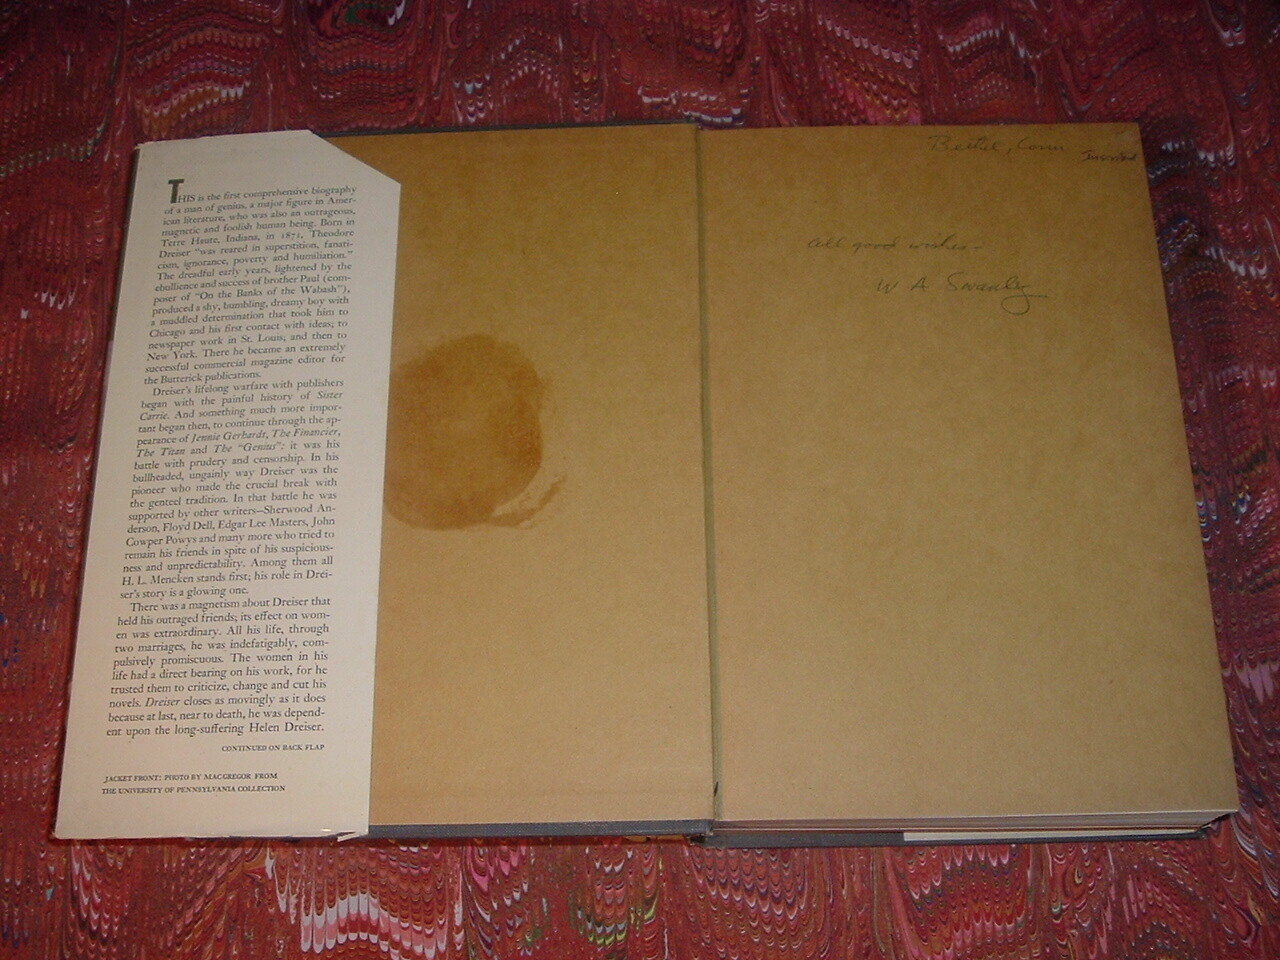 THIS is the first comprehensive biography
of a man of genius, a major figure in Amer-
ican literature, who was also an outrageous,
magnetic and foolish human being. Born in
Terre Haute, Indiana, in 1871, Theodore
Dreiser "was reared in superstition, fanati-
cism, ignorance, poverty and humiliation."
The dreadful early years, lightened by the
ebullience and success of brother Paul (com-
poser of "On the Banks of the Wabash"),
produced a shy, bumbling, dreamy boy with
a muddled determination that took him to
Chicago and his first contact with ideas; to
newspaper work in St. Louis; and then to
New York. There he became an extremely
successful commercial magazine editor for
the Butterick publications.
Dreiser's lifelong warfare with publishers
began with the painful history of Sister
Carrie. And something much more impor-
tant began then, to continue through the ap-
pearance of Jennie Gerhardt, The Financier,
The Titan and The "Genius": it was his
battle with prudery and censorship. In his
bullheaded, ungainly way Dreiser was the
pioneer who made the crucial break with
the genteel tradition. In that battle he was
supported by other writers—Sherwood An-
derson, Floyd Dell, Edgar Lee Masters, John
Cowper Powys and many more who tried to
remain his friends in spite of his suspicious-
ness and unpredictability. Among them all
H. L. Mencken stands first; his role in Drei-
ser's story is a glowing one.
There was a magnetism about Dreiser that
held his outraged friends; its effect on wom-
en was extraordinary. All his life, through
two marriages, he was indefatigably, com-
pulsively promiscuous. The women in his
life had a direct bearing on his work, for he
trusted them to criticize, change and cut his
novels. Dreiser closes as movingly as it does
because at last, near to death, he was depend-
ent upon the long-suffering Helen Dreiser.
CONTINUED ON BACK FLAP
JACKET FRONT: PHOTO BY MACGREGOR FROM
THE UNIVERSITY OF PENNSYLVANIA COLLECTION
Bethel, Conn
all good wishes -
W A Swanberg